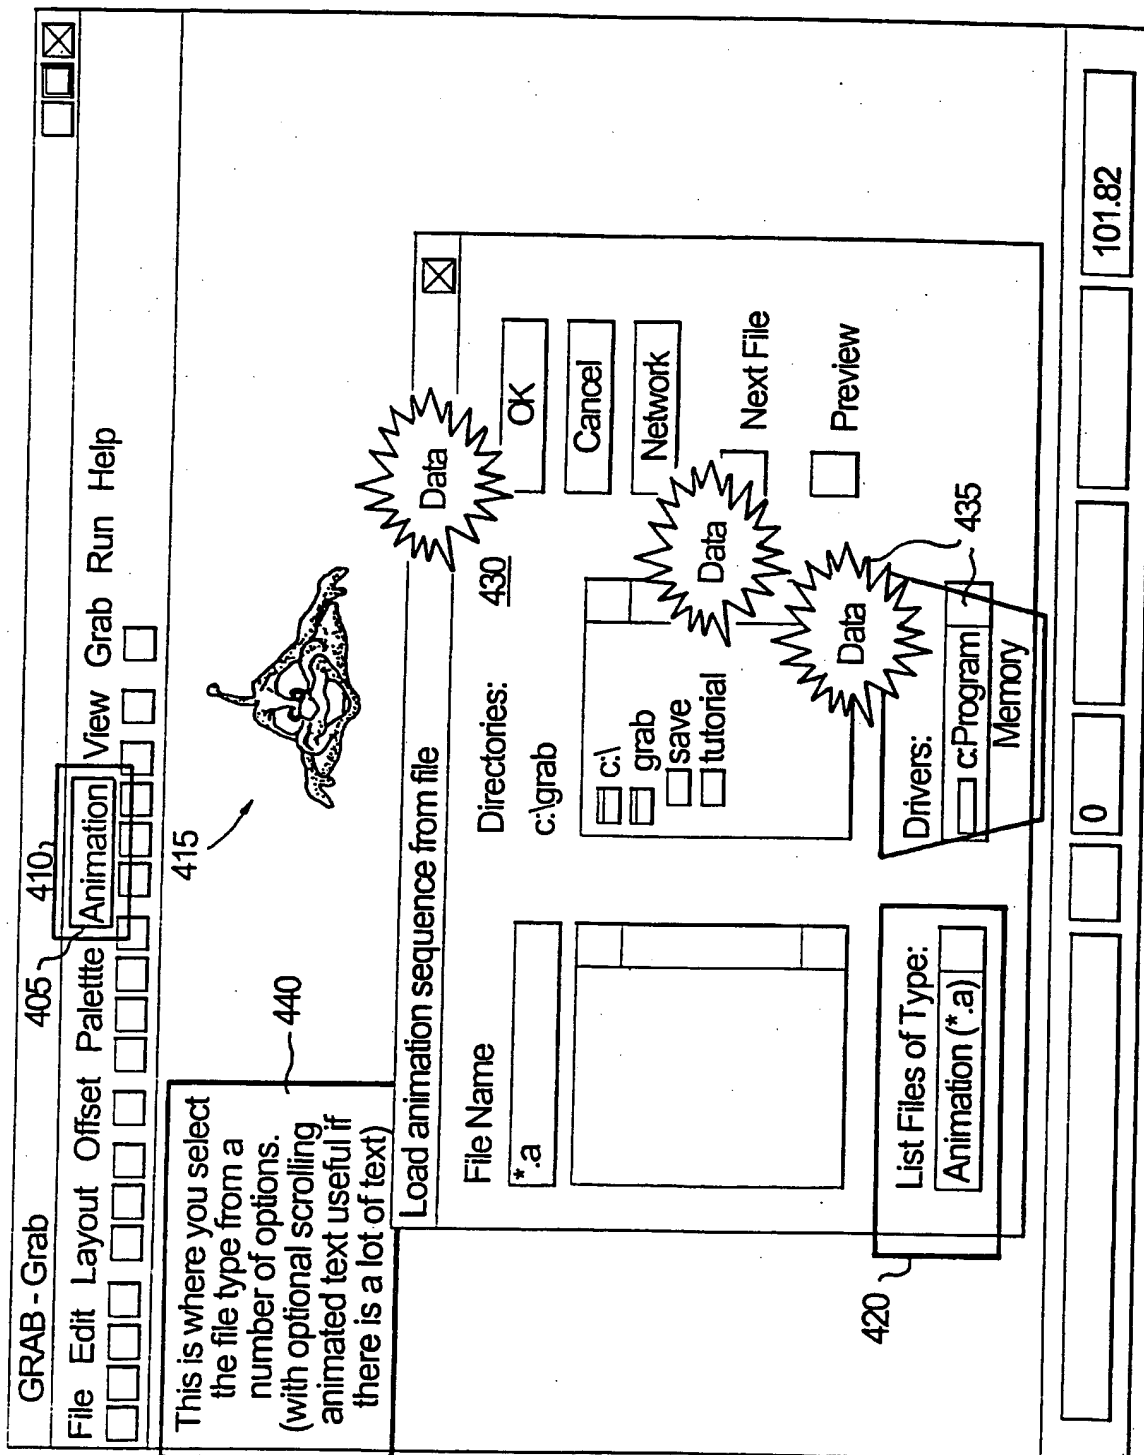 GRAB - Grab
405
410
File Edit Layout Offset Palettte Animation View Grab Run Help
415
This is where you select
the file type from a
number of options.
(with optional scrolling
animated text useful if
there is a lot of text)
440
Load animation sequence from file
Data
File Name
*.a
Directories:
c:\grab
430
OK
Cancel
Network
Next File
Preview
c:\
grab
save
tutorial
Data
Data
List Files of Type:
Animation (*.a)
Drivers:
c:Program
Memory
435
420
0
101.82